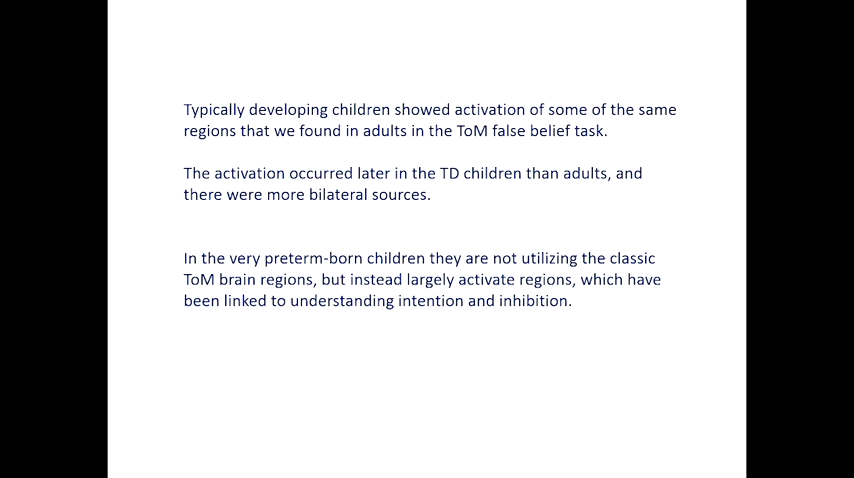 Typically developing children showed activation of some of the same
regions that we found in adults in the ToM false belief task.
The activation occurred later in the TD children than adults, and
there were more bilateral sources.
In the very preterm-born children they are not utilizing the classic
ToM brain regions, but instead largely activate regions, which have
been linked to understanding intention and inhibition.